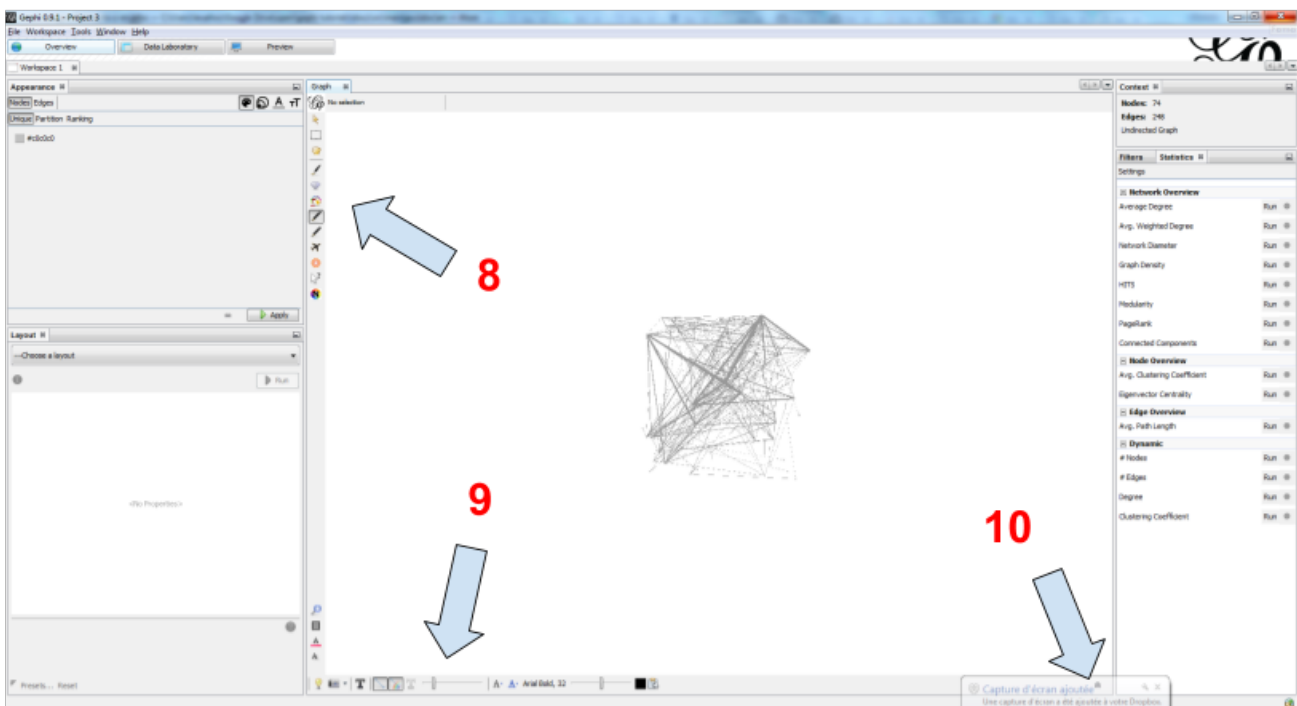 Gephi 0.9.1 - Project 3
File Workspace Tools Window Help
Overview Data Laboratory Preview
Workspace 1
Appearance
Nodes Edges
Unique Partition Ranking
#c0c0c0
Apply
Layout
---Choose a layout
Run
<No Properties>
Presets... Reset
Graph
No selection
8
9
10
Arial Bold, 32
Context
Nodes: 74
Edges: 248
Undirected Graph
Filters Statistics
Settings
Network Overview
Average Degree Run
Avg. Weighted Degree Run
Network Diameter Run
Graph Density Run
HITS Run
Modularity Run
PageRank Run
Connected Components Run
Node Overview
Avg. Clustering Coefficient Run
Eigenvector Centrality Run
Edge Overview
Avg. Path Length Run
Dynamic
# Nodes Run
# Edges Run
Degree Run
Clustering Coefficient Run
Capture d'écran ajoutée
Une capture d'écran a été ajoutée à votre Dropbox.